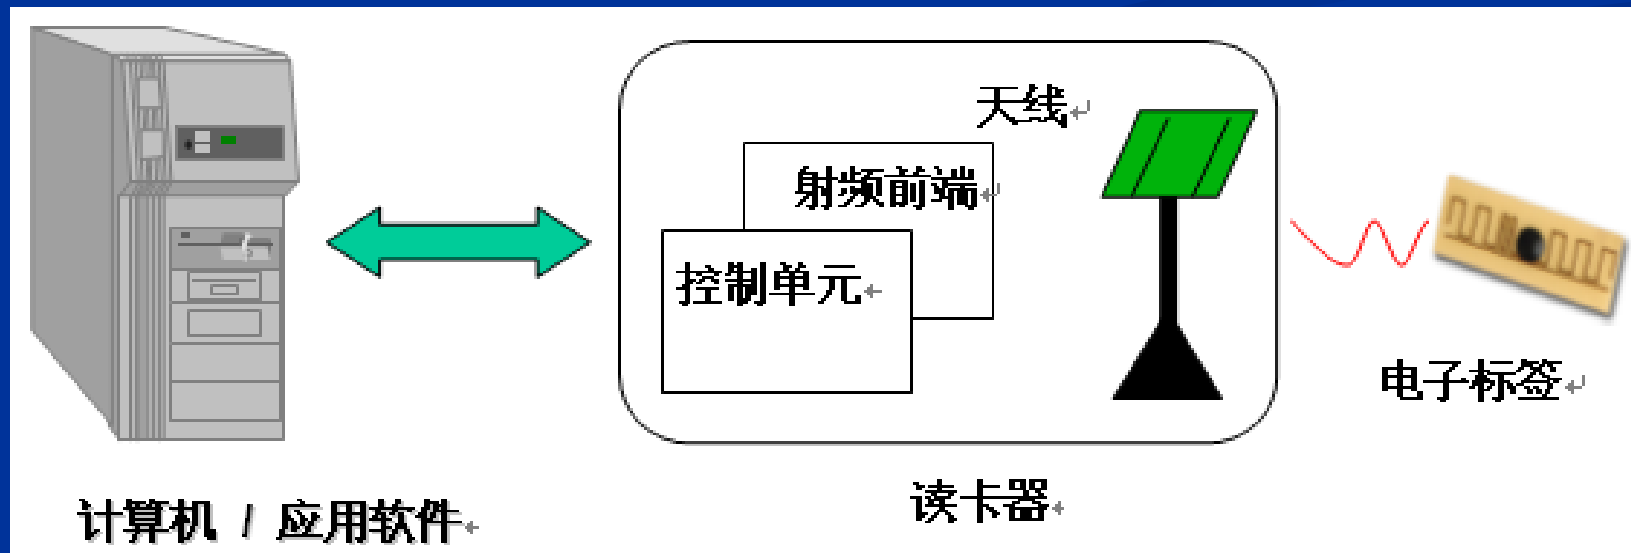 天线
射频前端
控制单元
电子标签
读卡器
计算机 / 应用软件